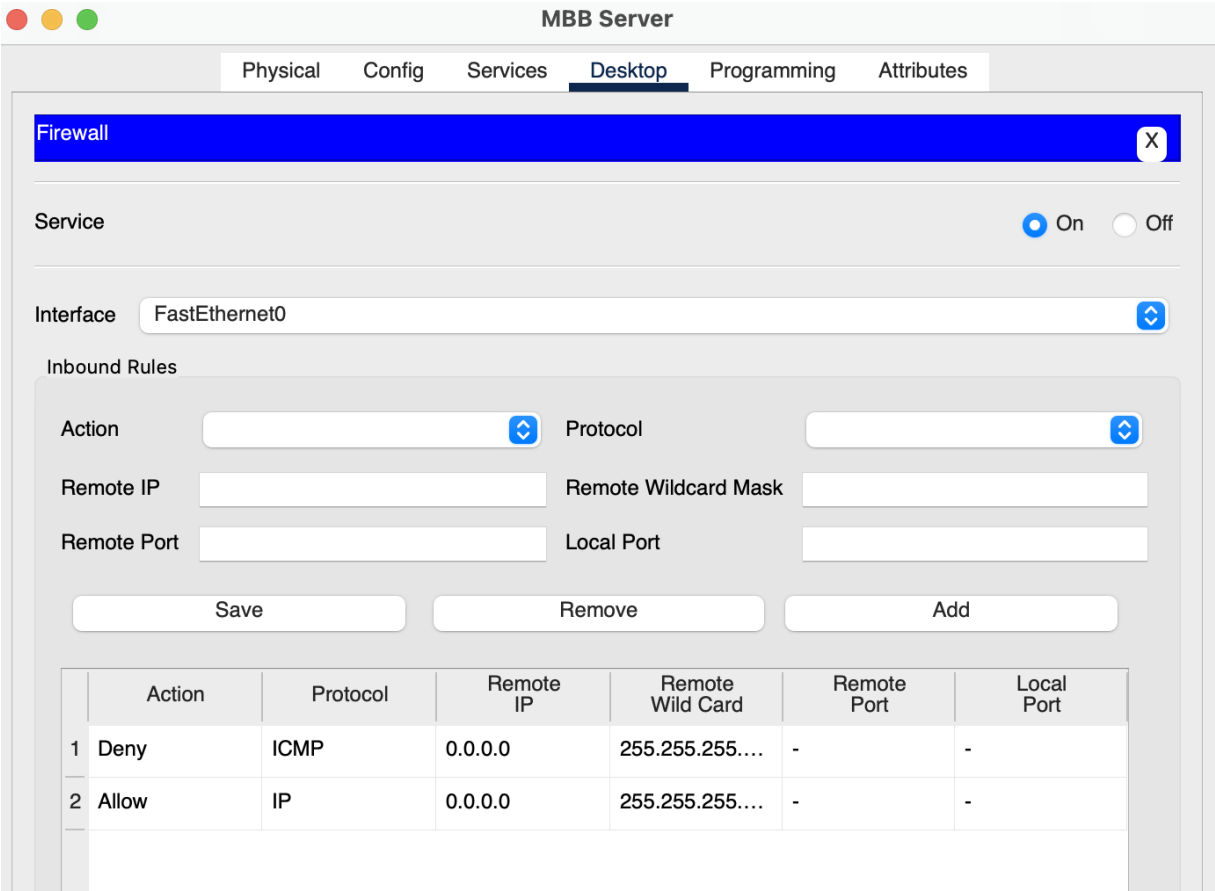 MBB Server
Physical Config Services Desktop Programming Attributes
Firewall
X
Service On Off
Interface FastEthernet0
Inbound Rules
Action Protocol
Remote IP Remote Wildcard Mask
Remote Port Local Port
Save Remove Add
Action Protocol Remote IP Remote Wild Card Remote Port Local Port
1 Deny ICMP 0.0.0.0 255.255.255.... - -
2 Allow IP 0.0.0.0 255.255.255.... - -